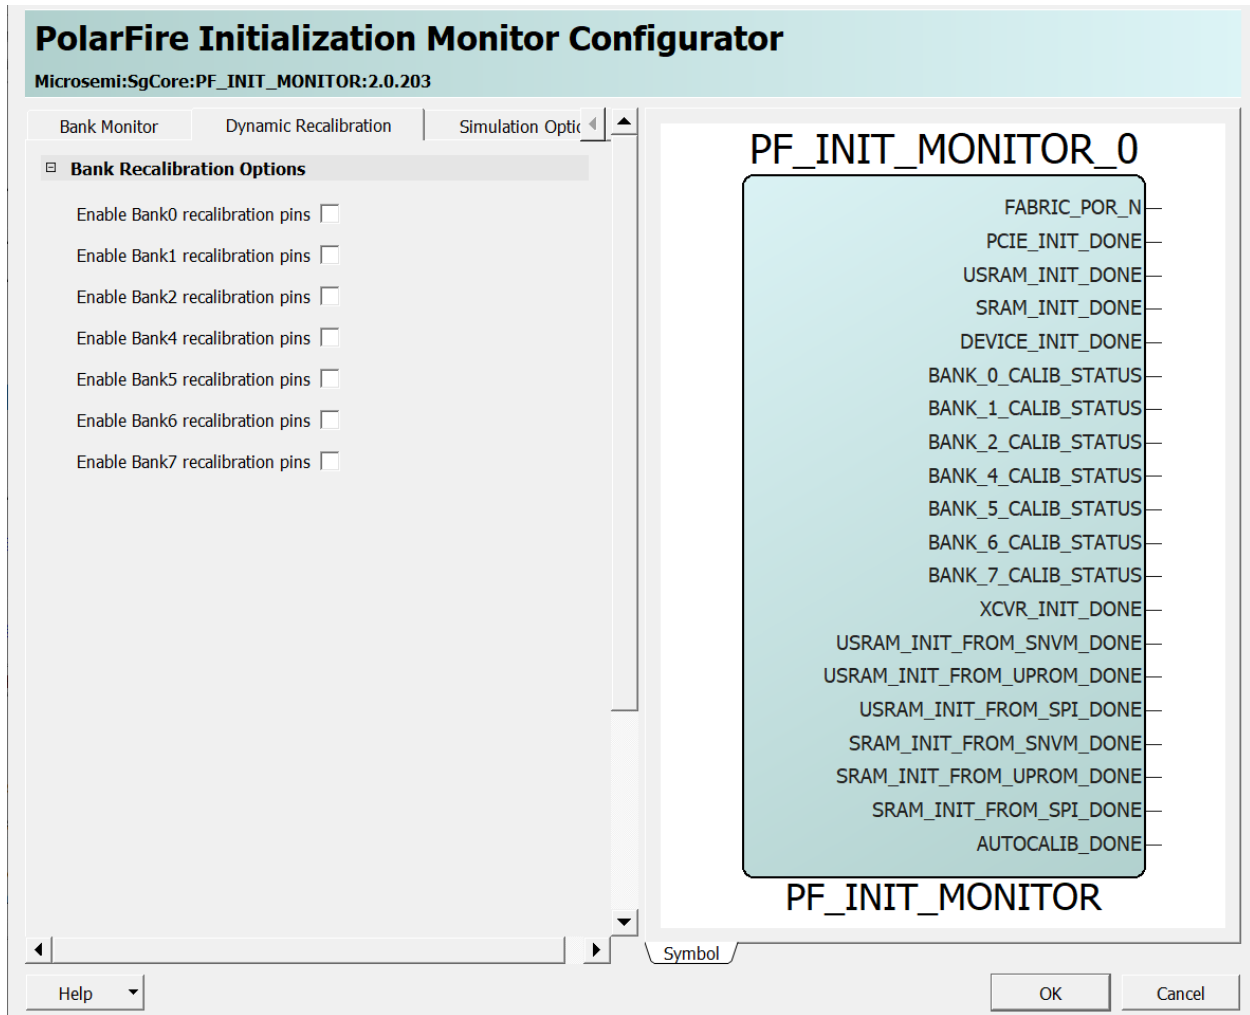 PolarFire Initialization Monitor Configurator
Microsemi:SgCore:PF_INIT_MONITOR:2.0.203
Bank Monitor
Dynamic Recalibration
Simulation Optic
Bank Recalibration Options
Enable Bank0 recalibration pins
Enable Bank1 recalibration pins
Enable Bank2 recalibration pins
Enable Bank4 recalibration pins
Enable Bank5 recalibration pins
Enable Bank6 recalibration pins
Enable Bank7 recalibration pins
PF_INIT_MONITOR_0
FABRIC_POR_N
PCIE_INIT_DONE
USRAM_INIT_DONE
SRAM_INIT_DONE
DEVICE_INIT_DONE
BANK_0_CALIB_STATUS
BANK_1_CALIB_STATUS
BANK_2_CALIB_STATUS
BANK_4_CALIB_STATUS
BANK_5_CALIB_STATUS
BANK_6_CALIB_STATUS
BANK_7_CALIB_STATUS
XCVR_INIT_DONE
USRAM_INIT_FROM_SNVM_DONE
USRAM_INIT_FROM_UPROM_DONE
USRAM_INIT_FROM_SPI_DONE
SRAM_INIT_FROM_SNVM_DONE
SRAM_INIT_FROM_UPROM_DONE
SRAM_INIT_FROM_SPI_DONE
AUTOCALIB_DONE
PF_INIT_MONITOR
Symbol
Help
OK
Cancel